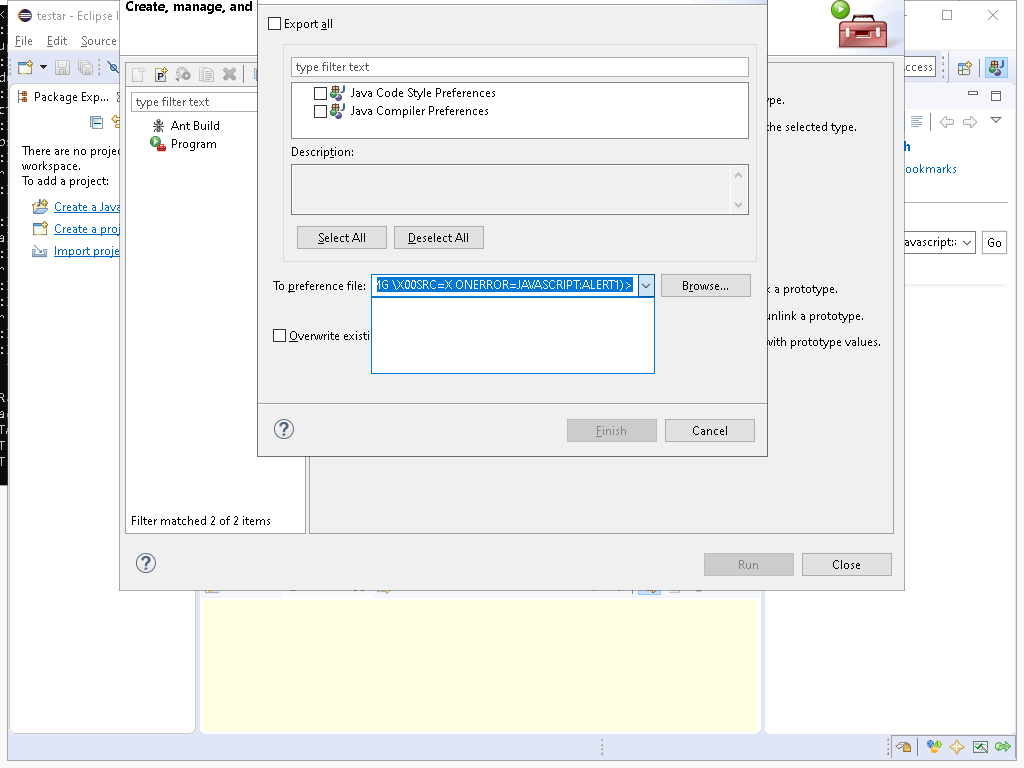 testar - Eclipse I
File Edit Source
Create, manage, and
Export all
type filter text
Java Code Style Preferences
Java Compiler Preferences
Description:
Select All
Deselect All
To preference file:
MG \X00SRC=X ONERROR=JAVASCRIPT:ALERT1)>
Browse...
Overwrite existi
Finish
Cancel
type filter text
Ant Build
Program
Filter matched 2 of 2 items
ype.
he selected type.
k a prototype.
unlink a prototype.
with prototype values.
Run
Close
Package Exp...
There are no projec
workspace.
To add a project:
Create a Java
Create a proj
Import proje
ccess
h
ookmarks
avascript:
Go